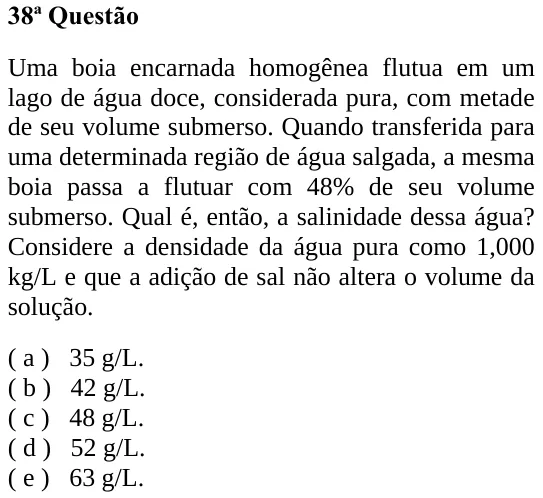 38ª Questão
Uma boia encarnada homogênea flutua em um
lago de água doce, considerada pura, com metade
de seu volume submerso. Quando transferida para
uma determinada região de água salgada, a mesma
boia passa a flutuar com 48% de seu volume
submerso. Qual é, então, a salinidade dessa água?
Considere a densidade da água pura como 1,000
kg/L e que a adição de sal não altera o volume da
solução.
( a ) 35 g/L.
( b ) 42 g/L.
( c ) 48 g/L.
( d ) 52 g/L.
( e ) 63 g/L.